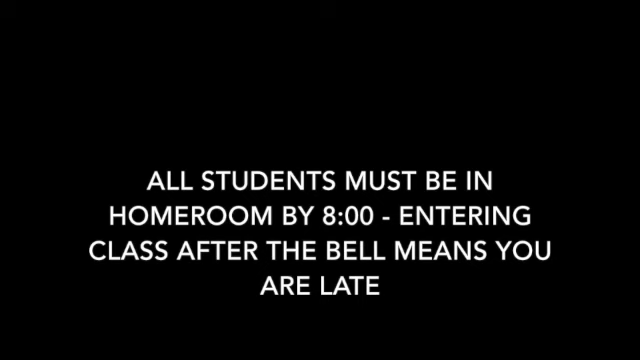 ALL STUDENTS MUST BE IN
HOMEROOM BY 8:00 - ENTERING
CLASS AFTER THE BELL MEANS YOU
ARE LATE